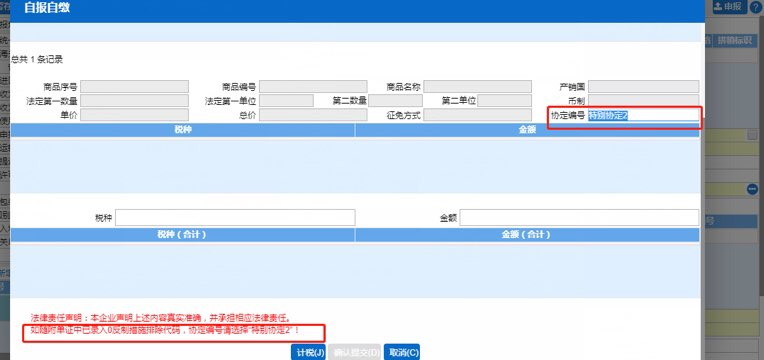 自报自缴
申报
总共 1 条记录
商品序号 商品编号 商品名称 产销国
法定第一数量 法定第一单位 第二数量 第二单位 币制
单价 总价 征免方式 协定编号 特别协定2
税种 金额
税种 金额
税种（合计） 金额（合计）
法律责任声明：本企业声明上述内容真实准确，并承担相应法律责任。
如随附单证中已录入0反制措施排除代码，协定编号请选择“特别协定2”！
计税(J) 确认提交(D) 取消(C)